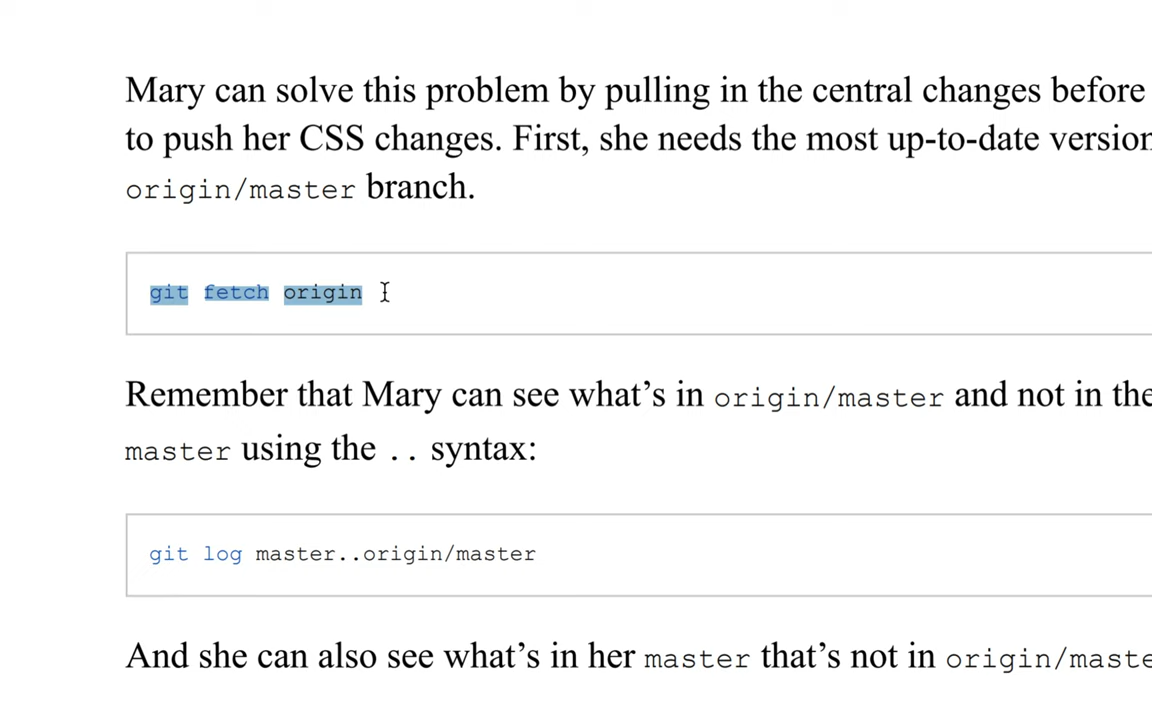 Mary can solve this problem by pulling in the central changes before
to push her CSS changes. First, she needs the most up-to-date version
origin/master branch.
git fetch origin
Remember that Mary can see what’s in origin/master and not in the
master using the .. syntax:
git log master..origin/master
And she can also see what’s in her master that’s not in origin/maste